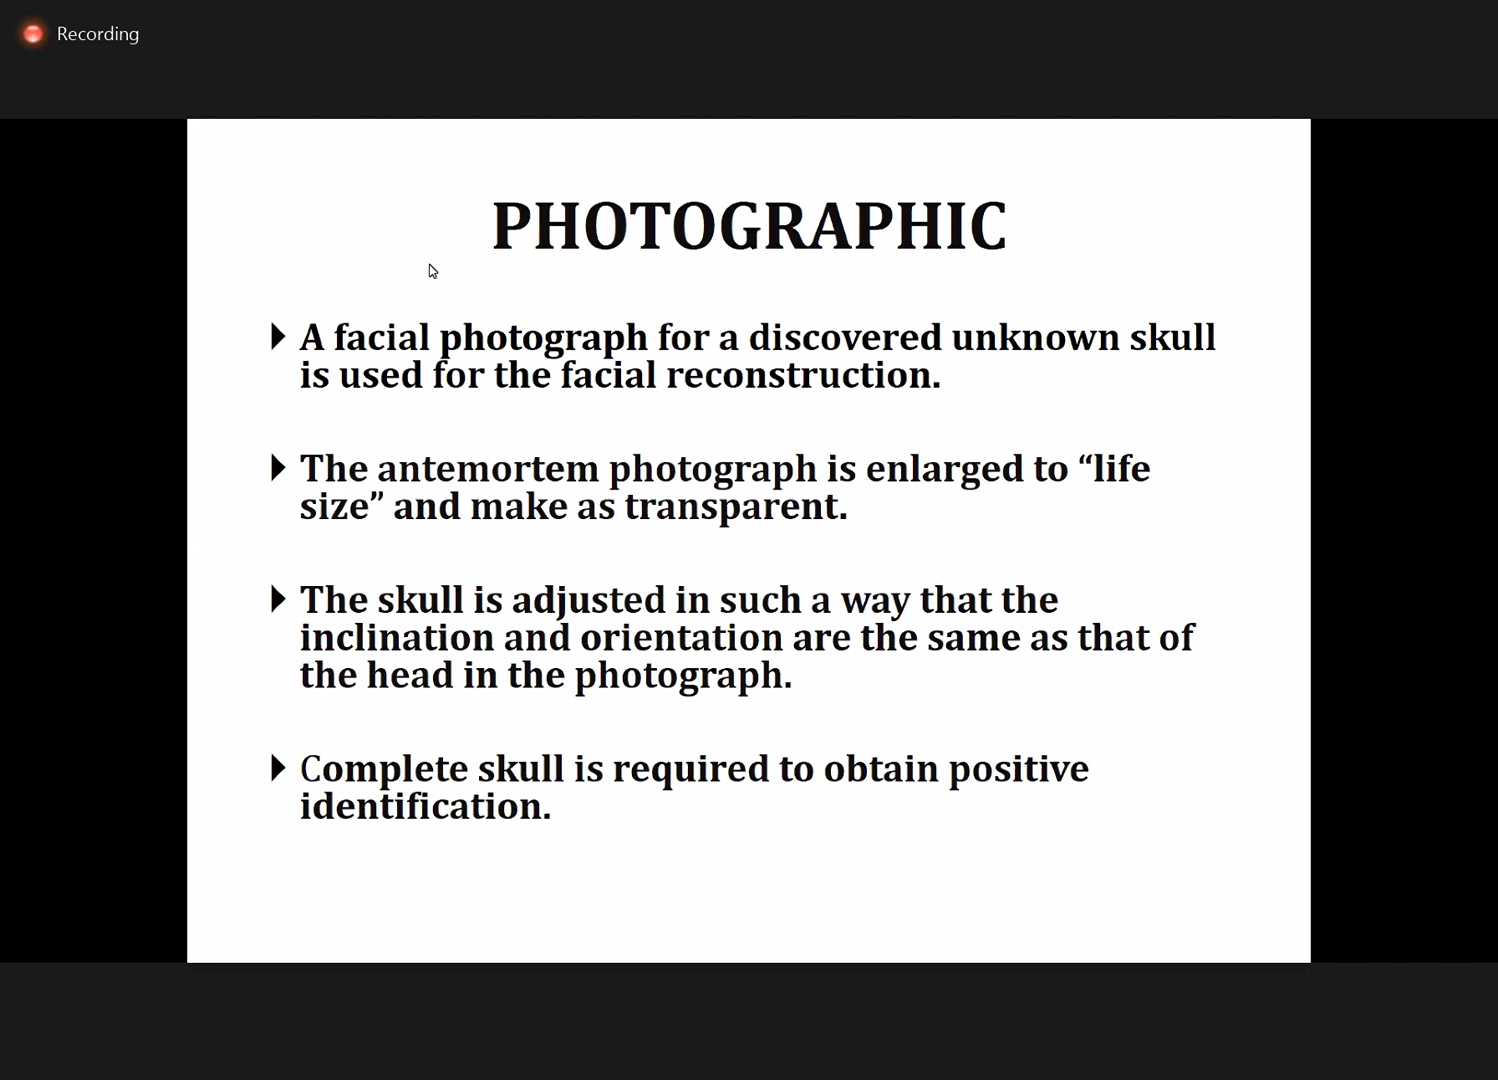 Recording
PHOTOGRAPHIC
A facial photograph for a discovered unknown skull
is used for the facial reconstruction.
The antemortem photograph is enlarged to “life
size” and make as transparent.
The skull is adjusted in such a way that the
inclination and orientation are the same as that of
the head in the photograph.
Complete skull is required to obtain positive
identification.